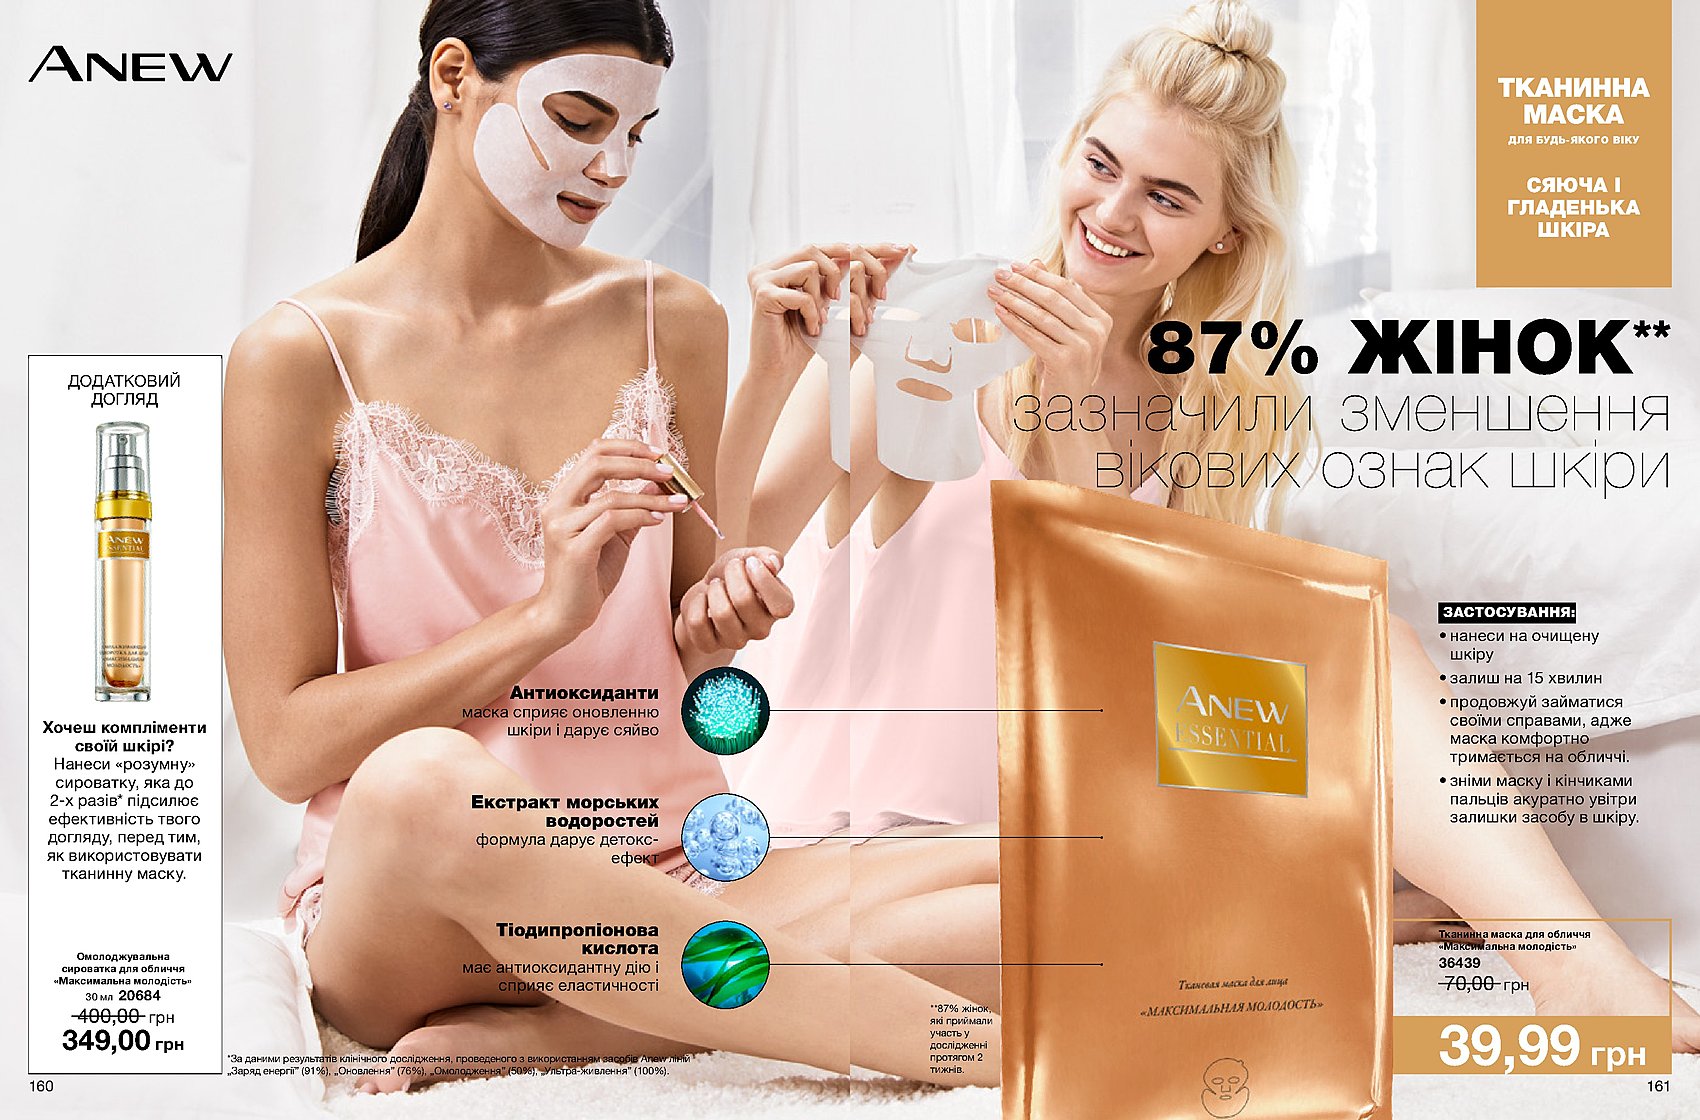 ANEW
ДОДАТКОВИЙ
ДОГЛЯД
ANEW
ESSENTIAL
Хочеш компліменти
своїй шкірі?
Нанеси «розумну»
сироватку, яка до
2-х разів* підсилює
ефективність твого
догляду, перед тим,
як використовувати
тканинну маску.
Омолоджувальна
сироватка для обличчя
«Максимальна молодість»
30 мл 20684
400,00 грн
349,00 грн
160
Антиоксиданти
маска сприяє оновленню
шкіри і дарує сяйво
Екстракт морських
водоростей
формула дарує детокс-
ефект
Тіодипропіонова
кислота
має антиоксидантну дію і
сприяє еластичності
*За даними результатів клінічного дослідження, проведеного з використанням засобів Anew ліній
„Заряд енергії" (91%), „Оновлення" (76%), „Омолодження" (50%), „Ультра-живлення" (100%).
ТКАНИННА
МАСКА
ДЛЯ БУДЬ-ЯКОГО ВІКУ
СЯЮЧА І
ГЛАДЕНЬКА
ШКІРА
87% ЖІНОК**
зазначили зменшення
вікових ознак шкіри
ANEW
ESSENTIAL
Тканевая маска для лица
«МАКСИМАЛЬНАЯ МОЛОДОСТЬ»
**87% жінок,
які приймали
участь у
дослідженні
протягом 2
тижнів.
ЗАСТОСУВАННЯ:
• нанеси на очищену
шкіру
• залиш на 15 хвилин
• продовжуй займатися
своїми справами, адже
маска комфортно
тримається на обличчі.
• зніми маску і кінчиками
пальців акуратно увітри
залишки засобу в шкіру.
Тканинна маска для обличчя
«Максимальна молодість»
36439
70,00 грн
39,99 грн
161